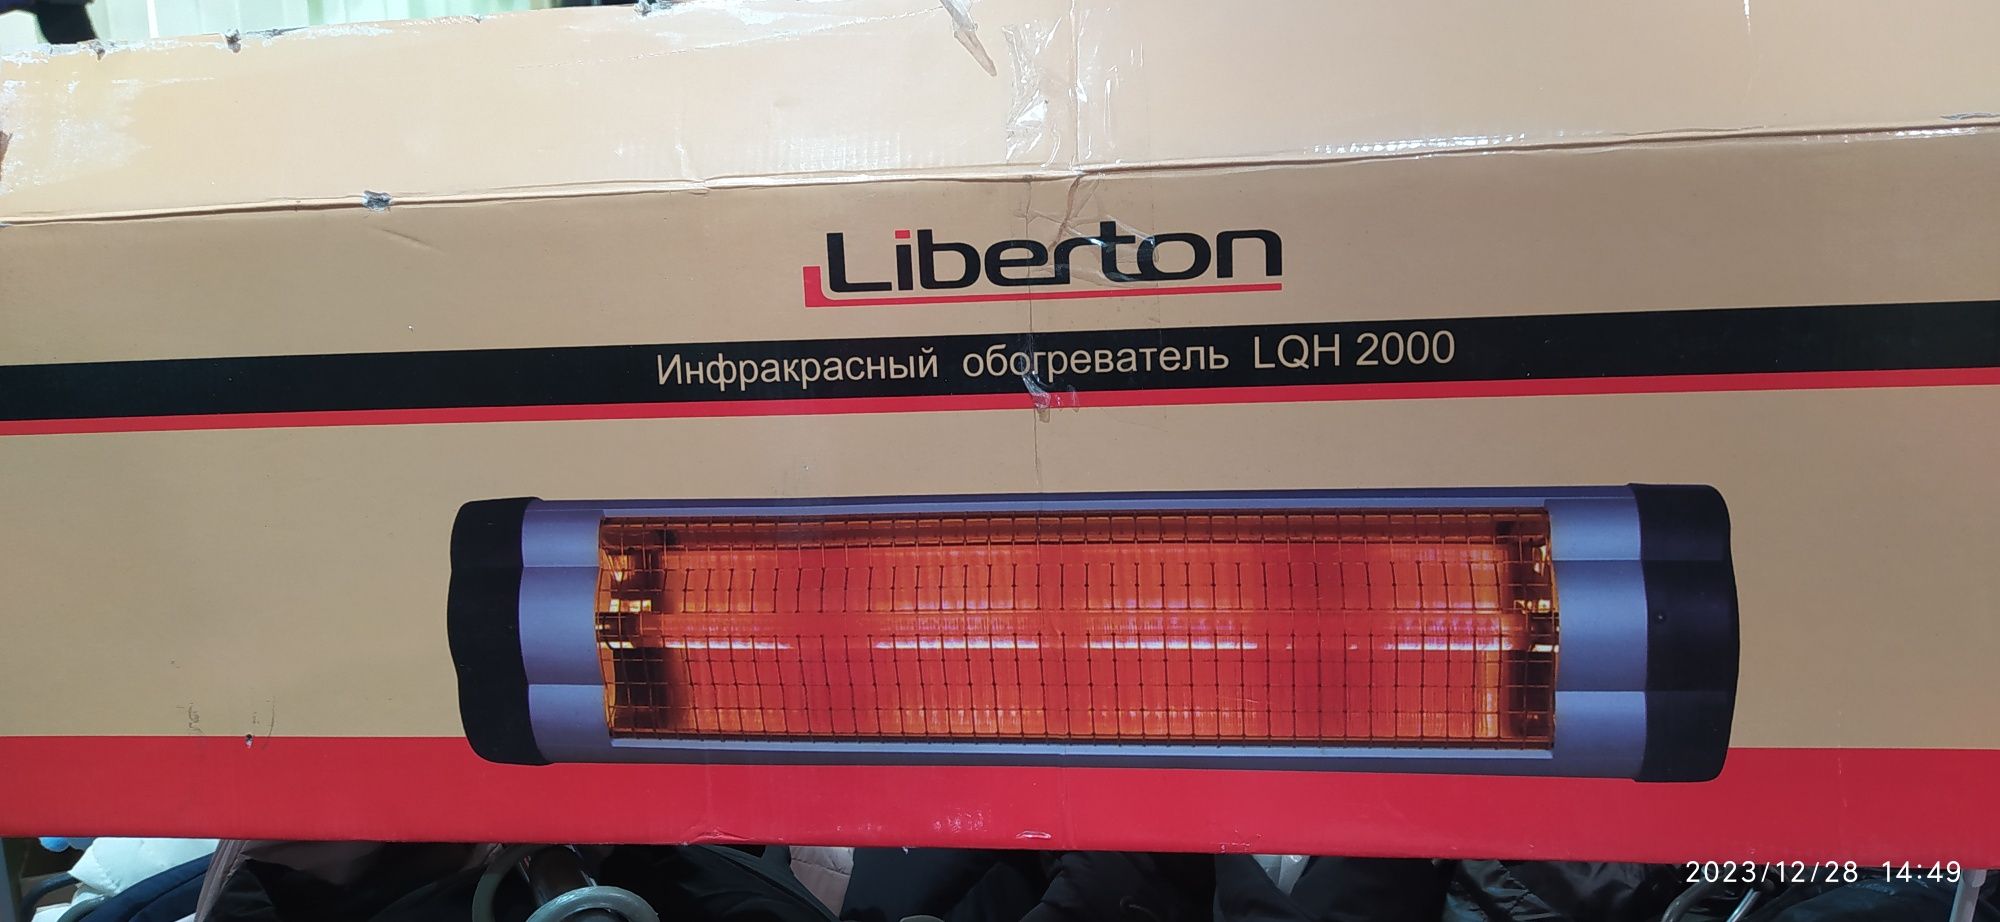 Liberton
Инфракрасный обогреватель LQH 2000
2023/12/28 14:49